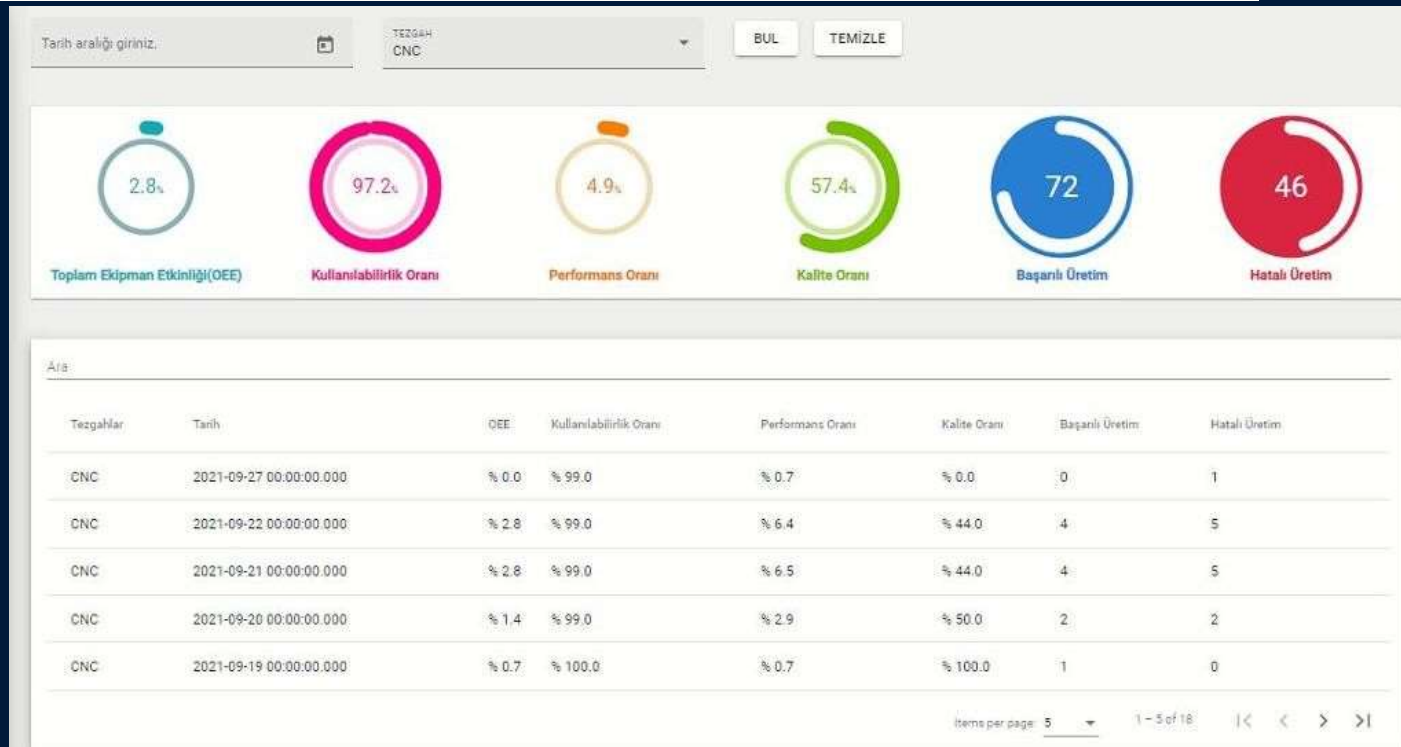 Tarih aralığı giriniz.
TEZGAH
CNC
BUL
TEMİZLE
2.8%
97.2%
4.9%
57.4%
72
46
Toplam Ekipman Etkinliği(OEE)
Kullanılabilirlik Oranı
Performans Oranı
Kalite Oranı
Başarılı Üretim
Hatalı Üretim
Ara
Tezgahlar Tarih OEE Kullanılabilirlik Oranı Performans Oranı Kalite Oranı Başarılı Üretim Hatalı Üretim
CNC 2021-09-27 00:00:00.000 % 0.0 % 99.0 % 0.7 % 0.0 0 1
CNC 2021-09-22 00:00:00.000 % 2.8 % 99.0 % 6.4 % 44.0 4 5
CNC 2021-09-21 00:00:00.000 % 2.8 % 99.0 % 6.5 % 44.0 4 5
CNC 2021-09-20 00:00:00.000 % 1.4 % 99.0 % 2.9 % 50.0 2 2
CNC 2021-09-19 00:00:00.000 % 0.7 % 100.0 % 0.7 % 100.0 1 0
Items per page: 5 1 – 5 of 18